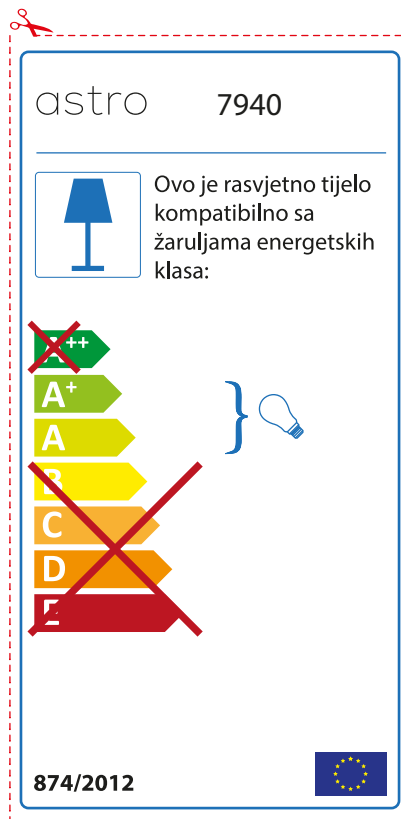 astro 7940
Ovo je rasvjetno tijelo
kompatibilno sa
žaruljama energetskih
klasa:
A++
A+
A
B
C
D
E
874/2012